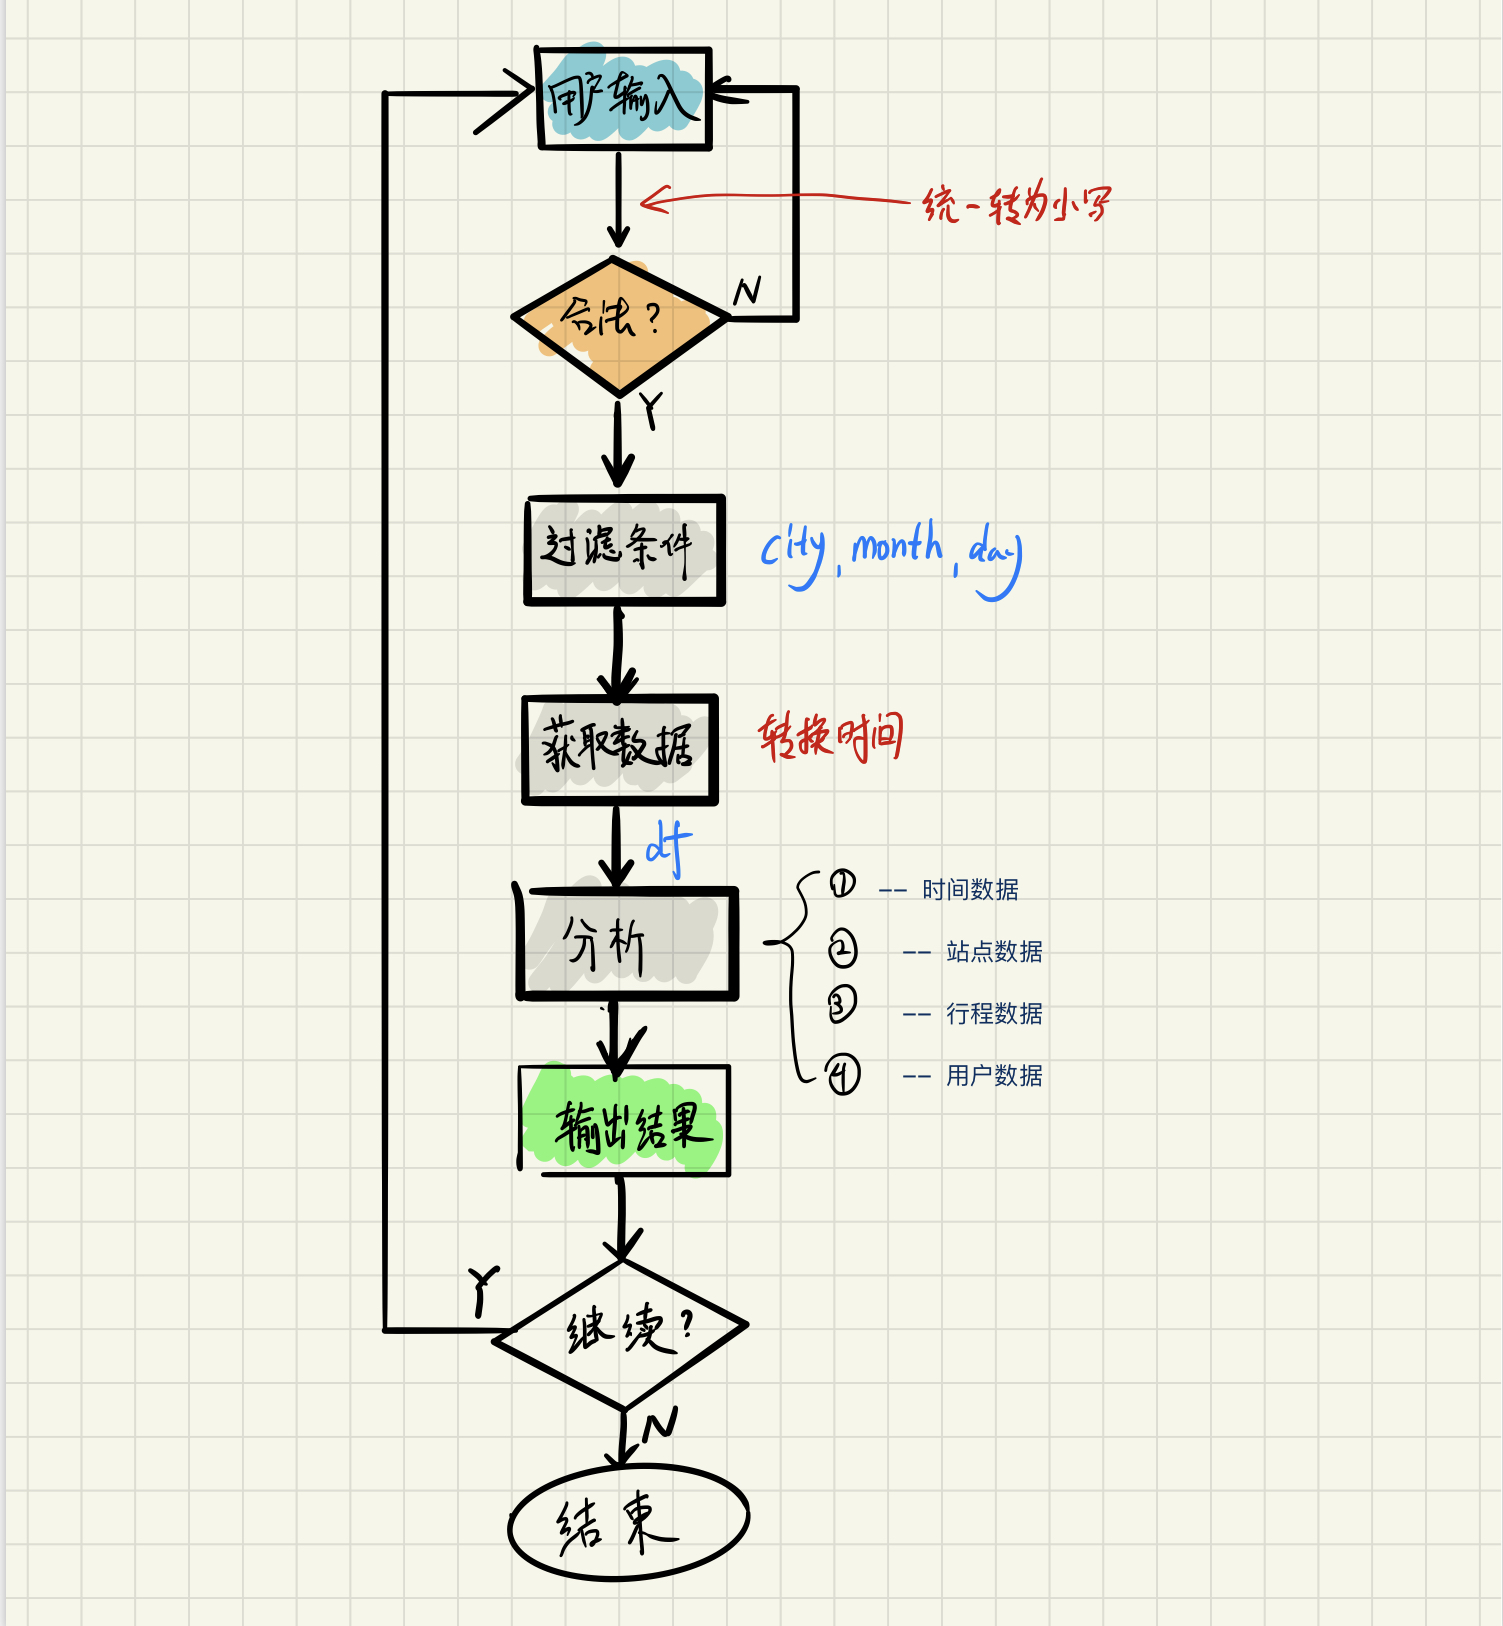 用户输入
统一转为小写
合法?
N
Y
过滤条件
city, month, day
获取数据
转换时间
df
分析
① -- 时间数据
② -- 站点数据
③ -- 行程数据
④ -- 用户数据
输出结果
Y
继续?
N
结束